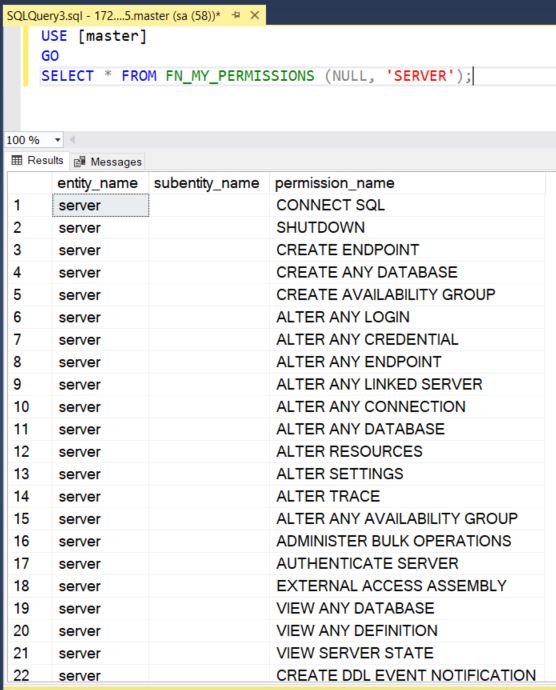 SQLQuery3.sql - 172....5.master (sa (58))*
USE [master]
GO
SELECT * FROM FN_MY_PERMISSIONS (NULL, 'SERVER');
100 %
Results Messages
entity_name subentity_name permission_name
1 server CONNECT SQL
2 server SHUTDOWN
3 server CREATE ENDPOINT
4 server CREATE ANY DATABASE
5 server CREATE AVAILABILITY GROUP
6 server ALTER ANY LOGIN
7 server ALTER ANY CREDENTIAL
8 server ALTER ANY ENDPOINT
9 server ALTER ANY LINKED SERVER
10 server ALTER ANY CONNECTION
11 server ALTER ANY DATABASE
12 server ALTER RESOURCES
13 server ALTER SETTINGS
14 server ALTER TRACE
15 server ALTER ANY AVAILABILITY GROUP
16 server ADMINISTER BULK OPERATIONS
17 server AUTHENTICATE SERVER
18 server EXTERNAL ACCESS ASSEMBLY
19 server VIEW ANY DATABASE
20 server VIEW ANY DEFINITION
21 server VIEW SERVER STATE
22 server CREATE DDL EVENT NOTIFICATION